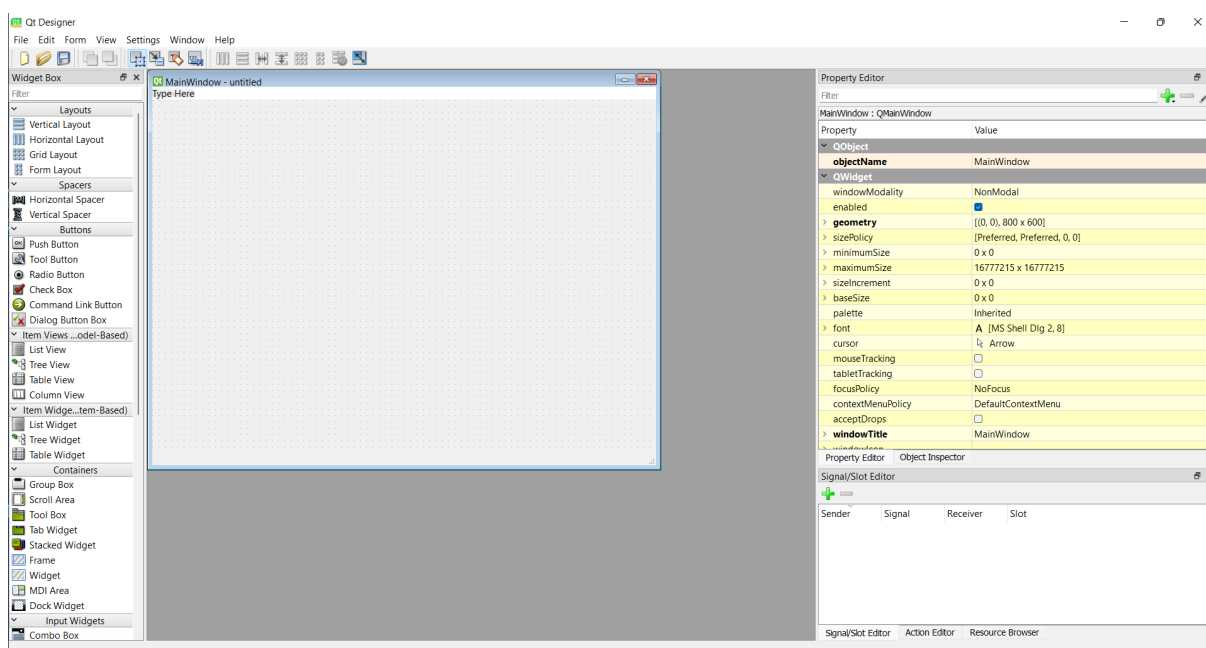 Qt Designer
File Edit Form View Settings Window Help
Widget Box
Filter
Layouts
Vertical Layout
Horizontal Layout
Grid Layout
Form Layout
Spacers
Horizontal Spacer
Vertical Spacer
Buttons
Push Button
Tool Button
Radio Button
Check Box
Command Link Button
Dialog Button Box
Item Views ...odel-Based)
List View
Tree View
Table View
Column View
Item Widge...tem-Based)
List Widget
Tree Widget
Table Widget
Containers
Group Box
Scroll Area
Tool Box
Tab Widget
Stacked Widget
Frame
Widget
MDI Area
Dock Widget
Input Widgets
Combo Box
MainWindow - untitled
Type Here
Property Editor
Filter
MainWindow : QMainWindow
Property Value
QObject
objectName MainWindow
QWidget
windowModality NonModal
enabled
geometry [(0, 0), 800 x 600]
sizePolicy [Preferred, Preferred, 0, 0]
minimumSize 0 x 0
maximumSize 16777215 x 16777215
sizeIncrement 0 x 0
baseSize 0 x 0
palette Inherited
font A [MS Shell Dlg 2, 8]
cursor Arrow
mouseTracking
tabletTracking
focusPolicy NoFocus
contextMenuPolicy DefaultContextMenu
acceptDrops
windowTitle MainWindow
windowIcon
Property Editor Object Inspector
Signal/Slot Editor
Sender Signal Receiver Slot
Signal/Slot Editor Action Editor Resource Browser